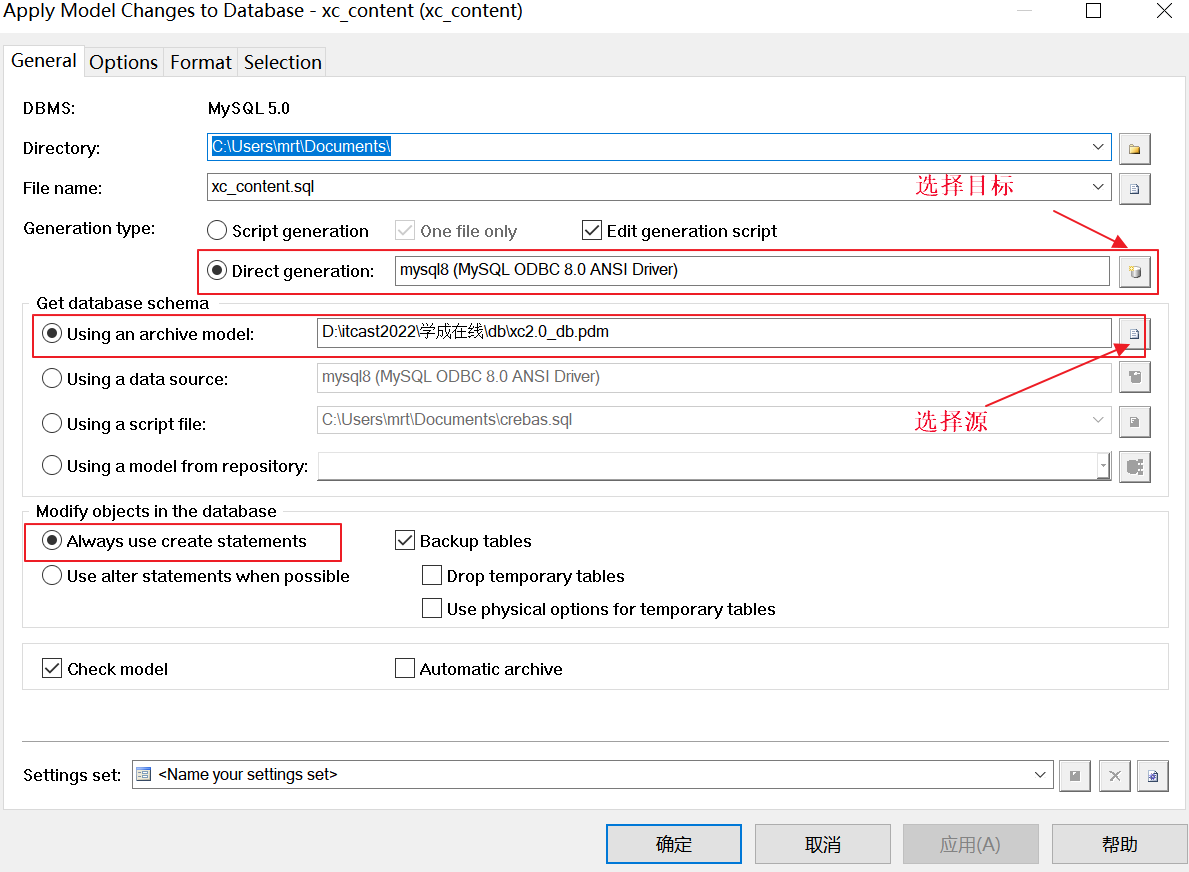 Apply Model Changes to Database - xc_content (xc_content)
General Options Format Selection
DBMS: MySQL 5.0
Directory: C:\Users\mrt\Documents\
File name: xc_content.sql
选择目标
Generation type: Script generation One file only Edit generation script
Direct generation: mysql8 (MySQL ODBC 8.0 ANSI Driver)
Get database schema
Using an archive model: D:\itcast2022\学成在线\db\xc2.0_db.pdm
Using a data source: mysql8 (MySQL ODBC 8.0 ANSI Driver)
Using a script file: C:\Users\mrt\Documents\crebas.sql
选择源
Using a model from repository:
Modify objects in the database
Always use create statements Backup tables
Use alter statements when possible Drop temporary tables
Use physical options for temporary tables
Check model Automatic archive
Settings set: <Name your settings set>
确定 取消 应用(A) 帮助